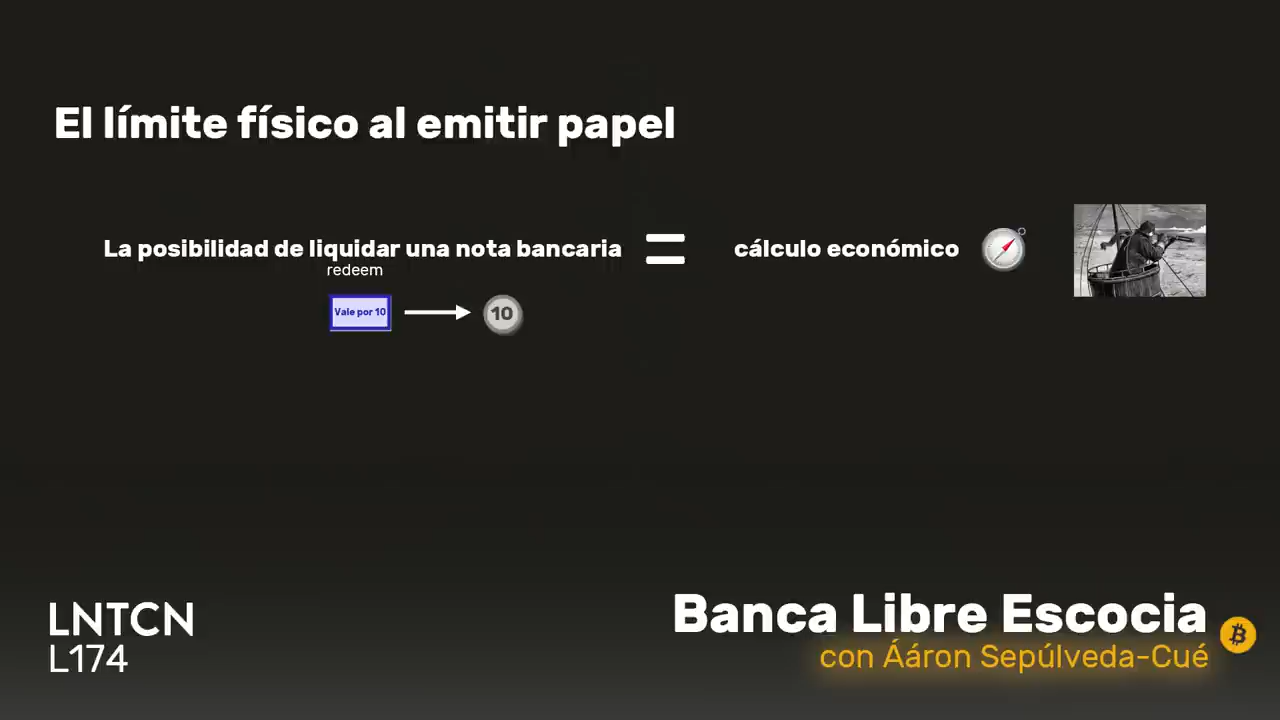 El límite físico al emitir papel
La posibilidad de liquidar una nota bancaria = cálculo económico
redeem
Vale por 10
10
LNTCN
L174
Banca Libre Escocia
con Ááron Sepúlveda-Cué